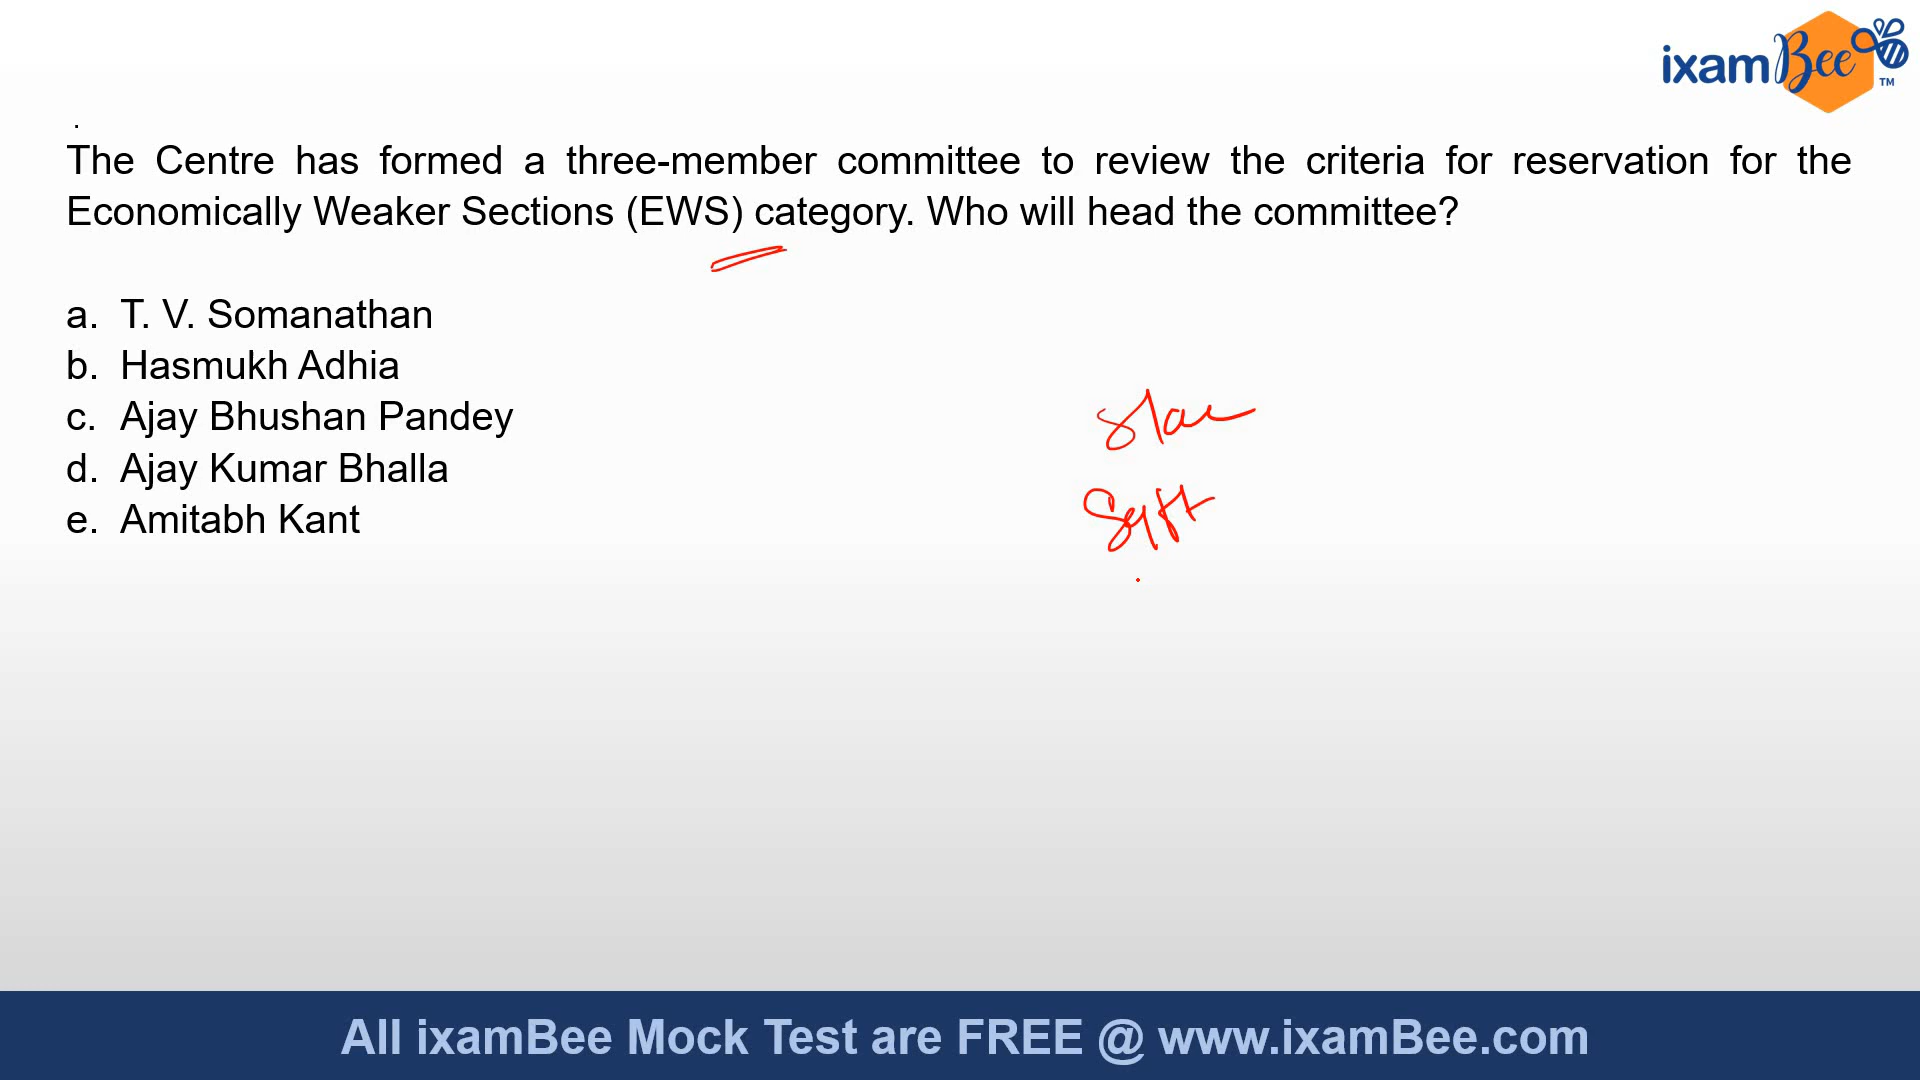 ixamBee TM
The Centre has formed a three-member committee to review the criteria for reservation for the
Economically Weaker Sections (EWS) category. Who will head the committee?
a. T. V. Somanathan
b. Hasmukh Adhia
c. Ajay Bhushan Pandey
d. Ajay Kumar Bhalla
e. Amitabh Kant
All ixamBee Mock Test are FREE @ www.ixamBee.com